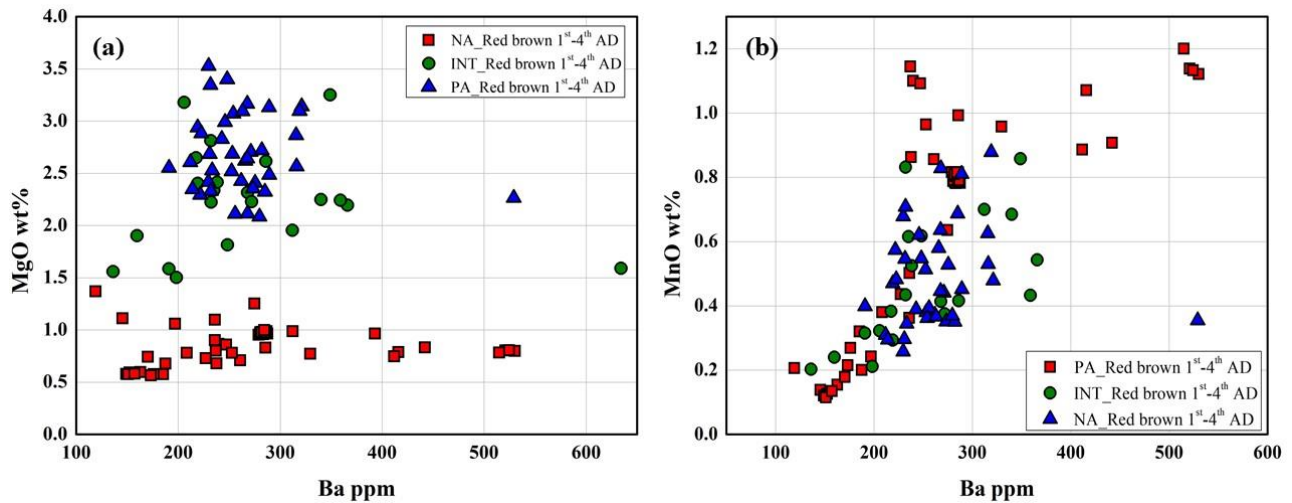 (a)
NA_Red brown 1st-4th AD
INT_Red brown 1st-4th AD
PA_Red brown 1st-4th AD
4.0
3.5
3.0
2.5
2.0
1.5
1.0
0.5
0.0
MgO wt%
100 200 300 400 500 600
Ba ppm
(b)
1.2
1.0
0.8
0.6
0.4
0.2
0.0
MnO wt%
PA_Red brown 1st-4th AD
INT_Red brown 1st-4th AD
NA_Red brown 1st-4th AD
100 200 300 400 500 600
Ba ppm